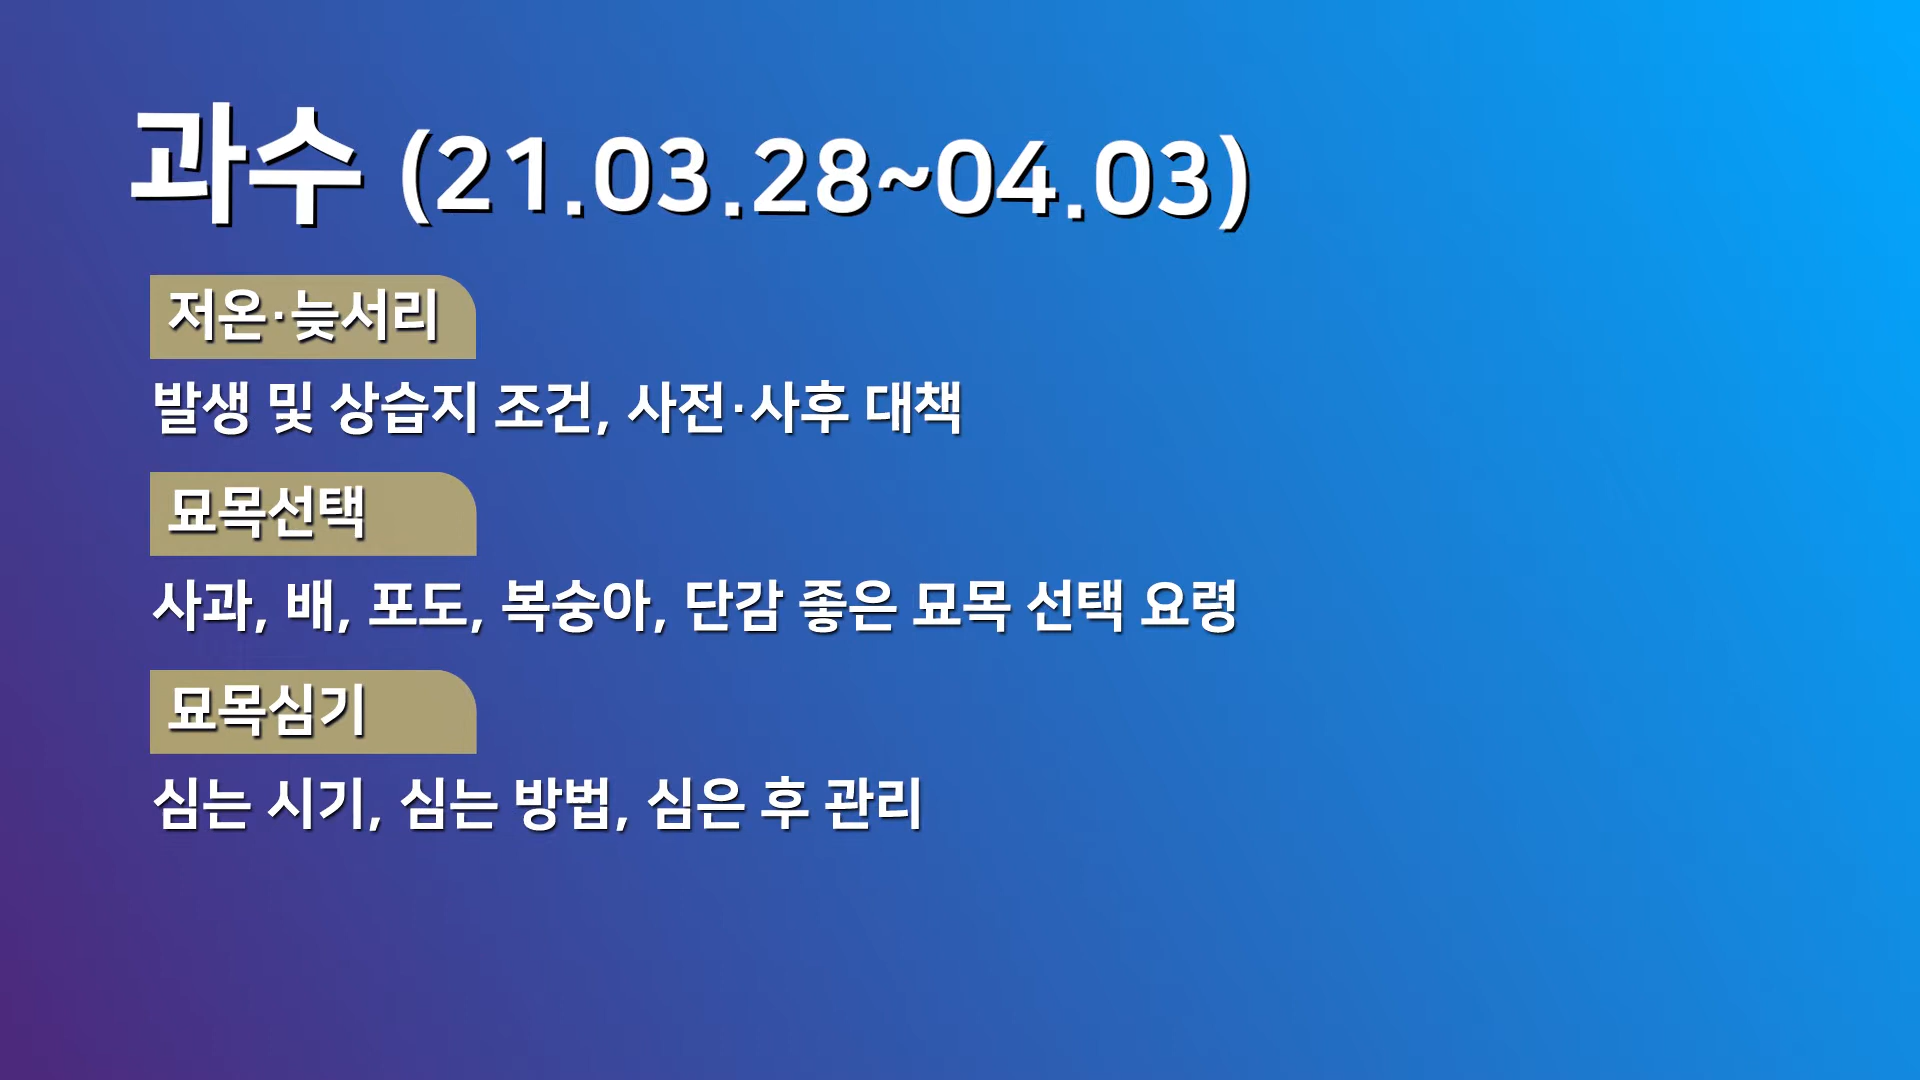 과수 (21.03.28~04.03)
저온·늦서리
발생 및 상습지 조건, 사전·사후 대책
묘목선택
사과, 배, 포도, 복숭아, 단감 좋은 묘목 선택 요령
묘목심기
심는 시기, 심는 방법, 심은 후 관리